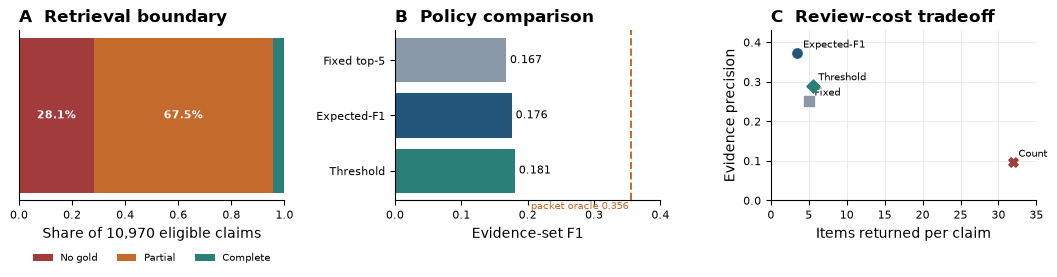 A Retrieval boundary
28.1%
67.5%
0.0 0.2 0.4 0.6 0.8 1.0
Share of 10,970 eligible claims
No gold Partial Complete
B Policy comparison
Fixed top-5
0.167
Expected-F1
0.176
Threshold
0.181
packet oracle 0.356
0.0 0.1 0.2 0.3 0.4
Evidence-set F1
C Review-cost tradeoff
Evidence precision
0.4
0.3
0.2
0.1
0.0
Expected-F1
Threshold
Fixed
Count
0 5 10 15 20 25 30 35
Items returned per claim